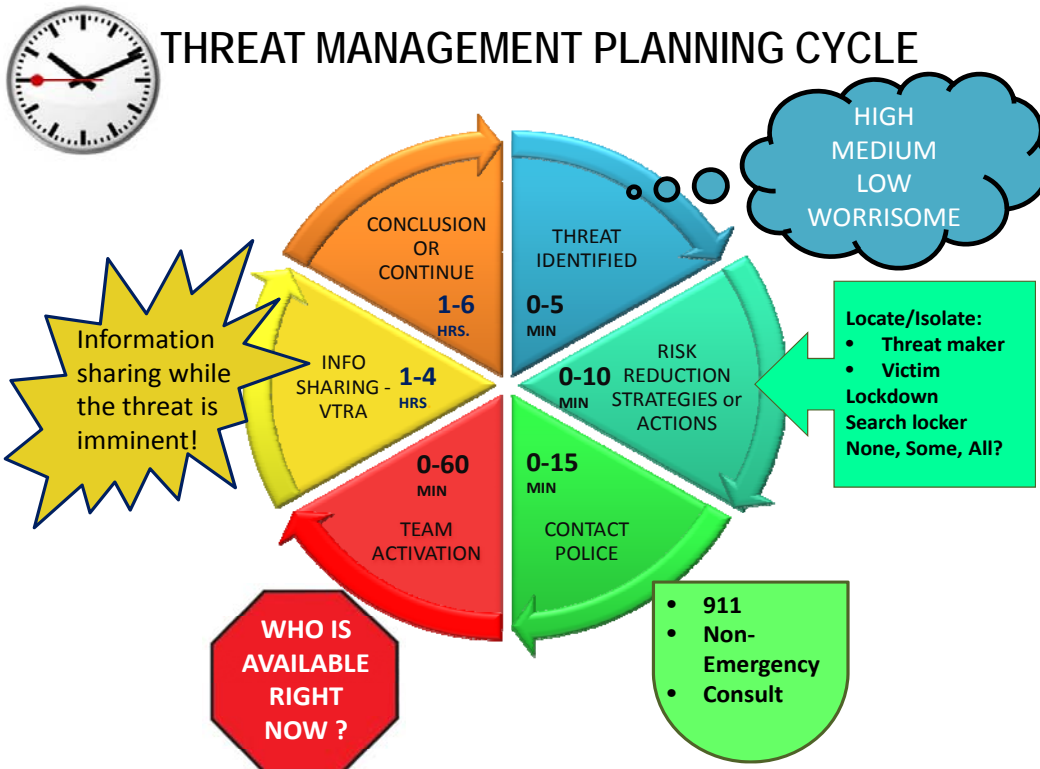 THREAT MANAGEMENT PLANNING CYCLE
HIGH
MEDIUM
LOW
WORRISOME
THREAT
IDENTIFIED
0-5
MIN
RISK
REDUCTION
STRATEGIES or
ACTIONS
0-10
MIN
Locate/Isolate:
• Threat maker
• Victim
Lockdown
Search locker
None, Some, All?
0-15
MIN
CONTACT
POLICE
• 911
• Non-
Emergency
• Consult
0-60
MIN
TEAM
ACTIVATION
WHO IS
AVAILABLE
RIGHT
NOW ?
INFO
SHARING -
VTRA
1-4
HRS.
Information
sharing while
the threat is
imminent!
CONCLUSION
OR
CONTINUE
1-6
HRS.